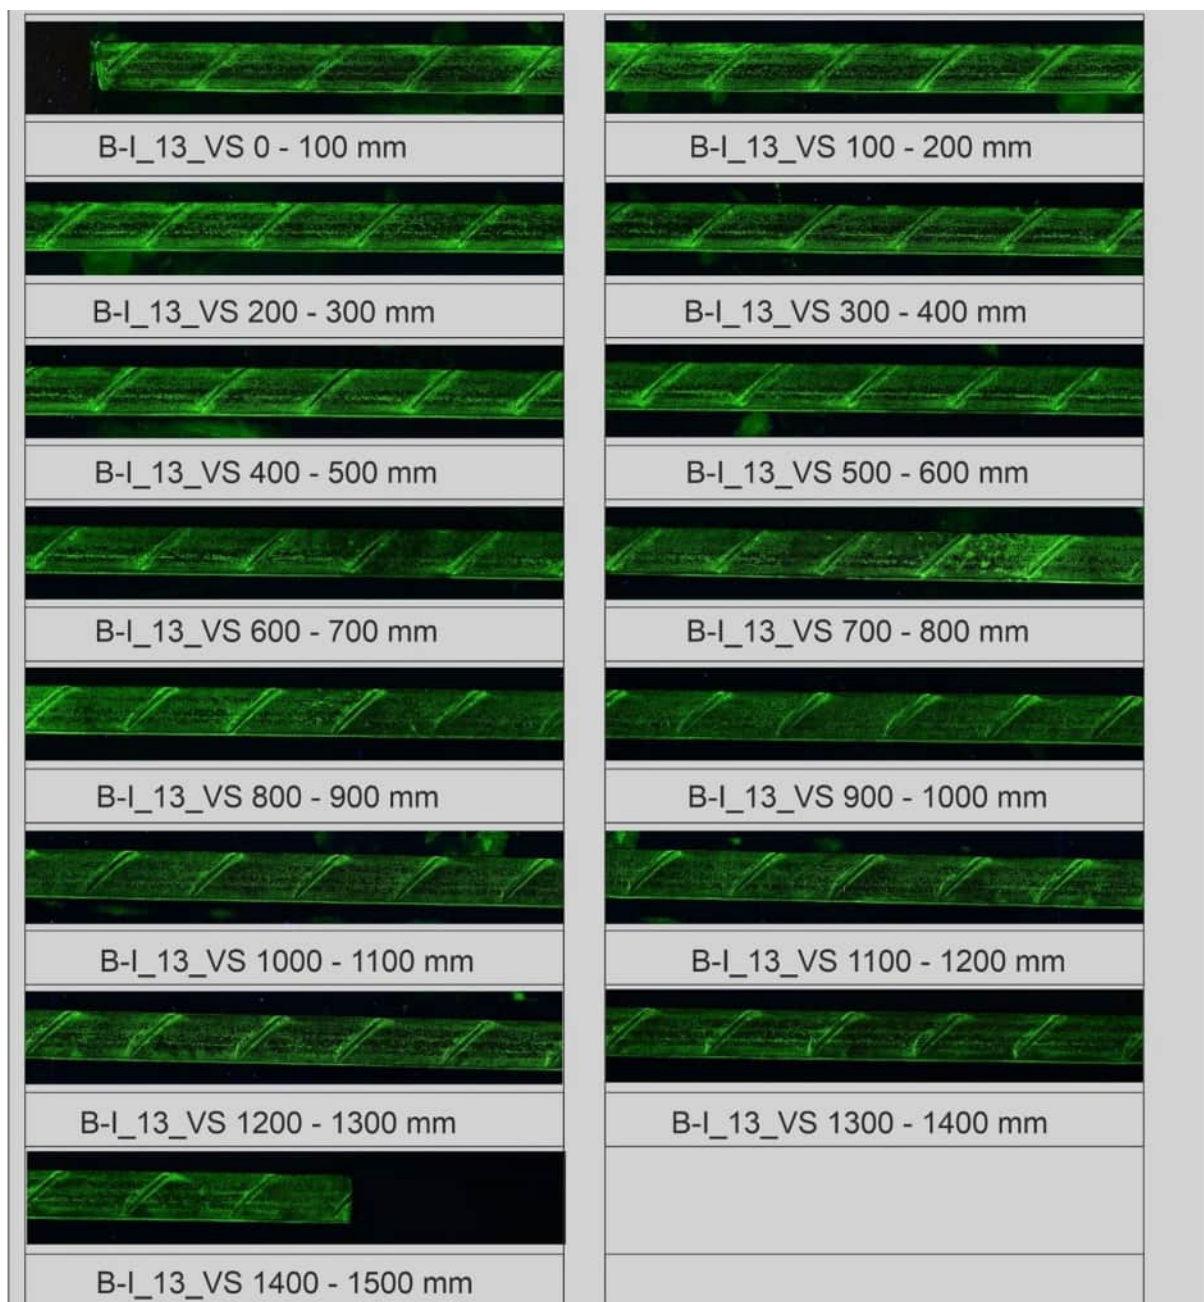 B-I_13_VS 0 - 100 mm
B-I_13_VS 100 - 200 mm
B-I_13_VS 200 - 300 mm
B-I_13_VS 300 - 400 mm
B-I_13_VS 400 - 500 mm
B-I_13_VS 500 - 600 mm
B-I_13_VS 600 - 700 mm
B-I_13_VS 700 - 800 mm
B-I_13_VS 800 - 900 mm
B-I_13_VS 900 - 1000 mm
B-I_13_VS 1000 - 1100 mm
B-I_13_VS 1100 - 1200 mm
B-I_13_VS 1200 - 1300 mm
B-I_13_VS 1300 - 1400 mm
B-I_13_VS 1400 - 1500 mm